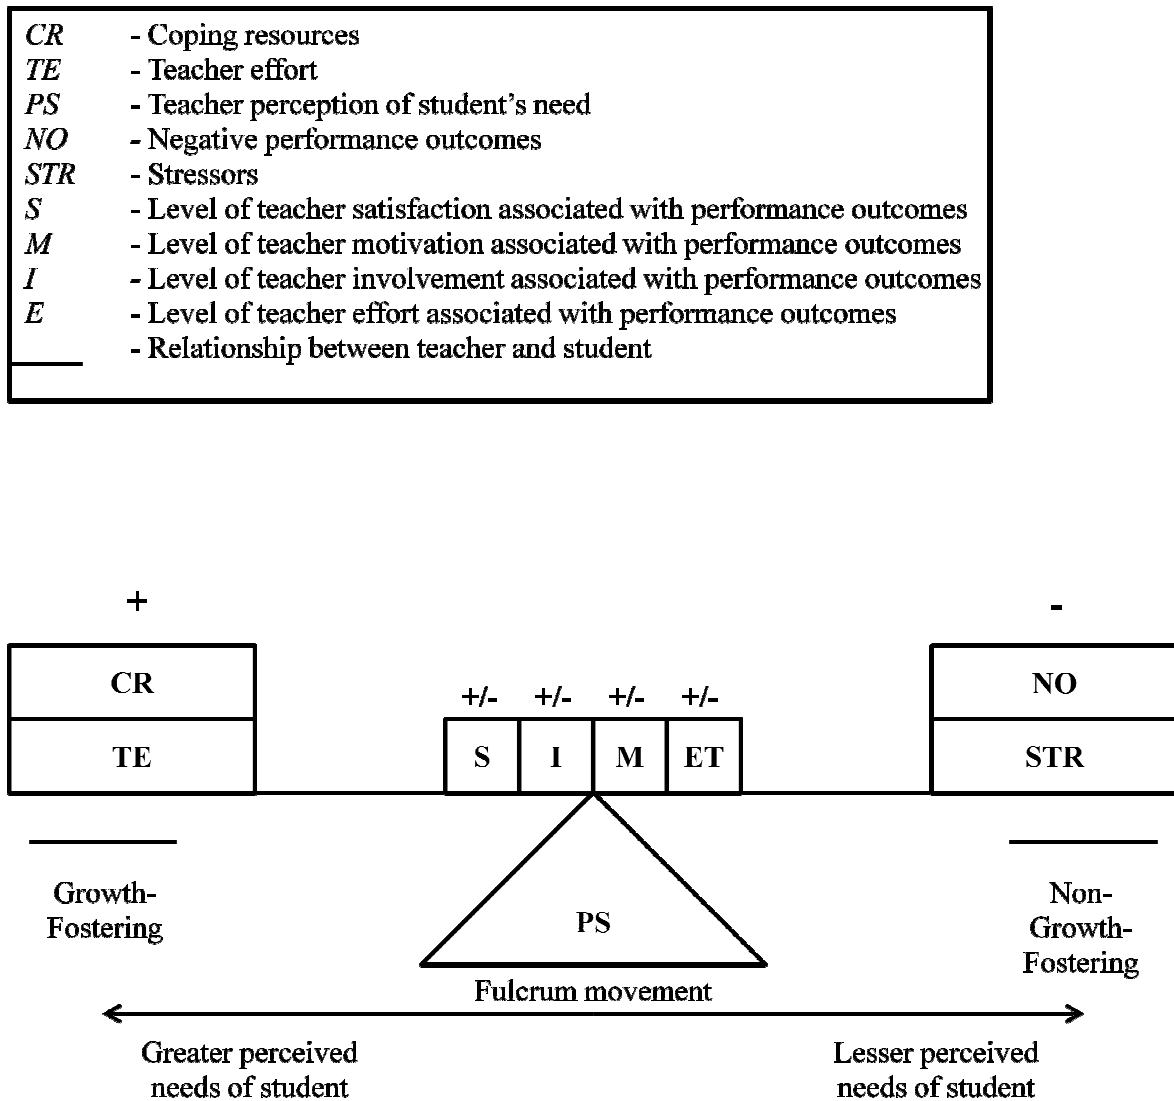 CR - Coping resources
TE - Teacher effort
PS - Teacher perception of student's need
NO - Negative performance outcomes
STR - Stressors
S - Level of teacher satisfaction associated with performance outcomes
M - Level of teacher motivation associated with performance outcomes
I - Level of teacher involvement associated with performance outcomes
E - Level of teacher effort associated with performance outcomes
- Relationship between teacher and student
+ -
CR NO
+/- +/- +/- +/-
TE S I M ET STR
Growth-
Fostering
Non-
Growth-
Fostering
PS
Fulcrum movement
Greater perceived
needs of student
Lesser perceived
needs of student